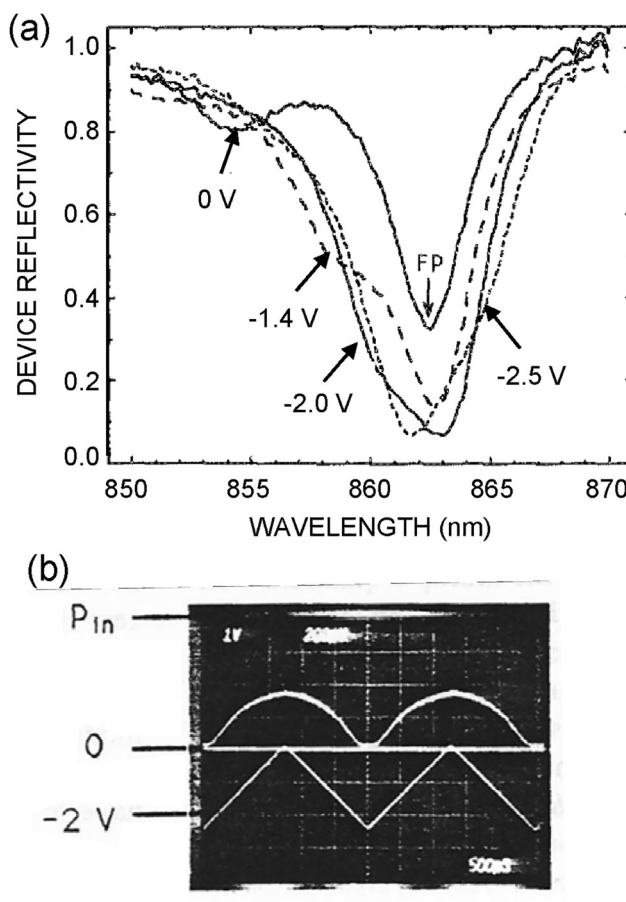 (a)
1.0
0.8
0.6
0.4
0.2
0.0
DEVICE REFLECTIVITY
0 V
-1.4 V
-2.0 V
FP
-2.5 V
850 855 860 865 870
WAVELENGTH (nm)
(b)
Pin
1V
0
-2 V